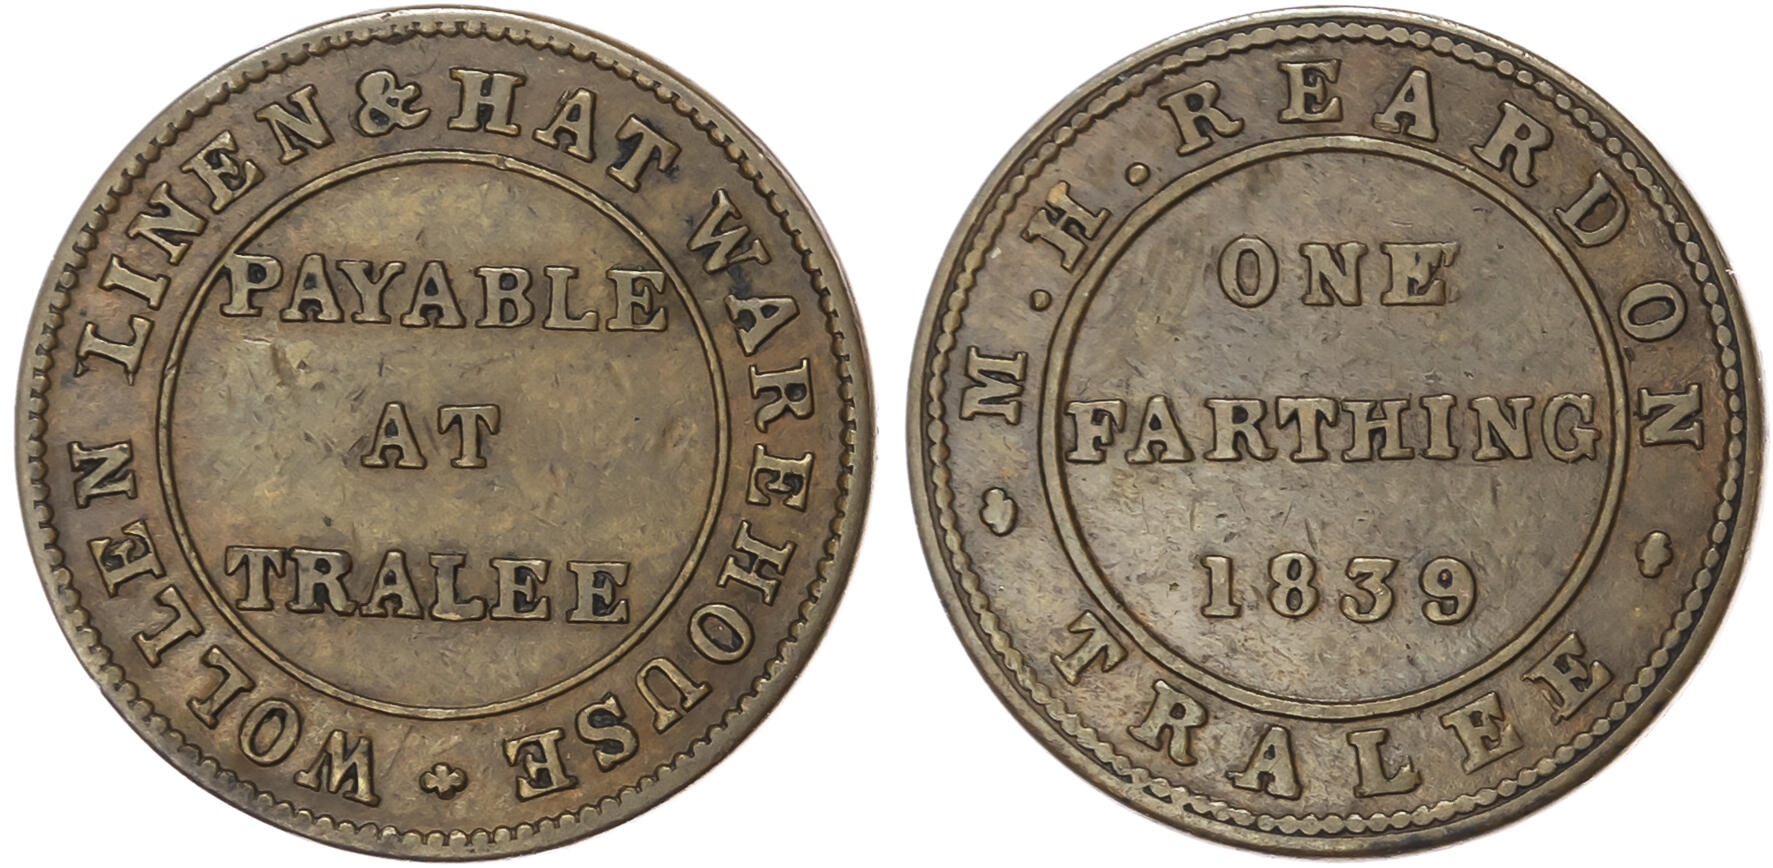 WOLLEN LINEN & HAT WAREHOUSE
PAYABLE
AT
TRALEE
M. H. REARDON
TRALEE
ONE
FARTHING
1839